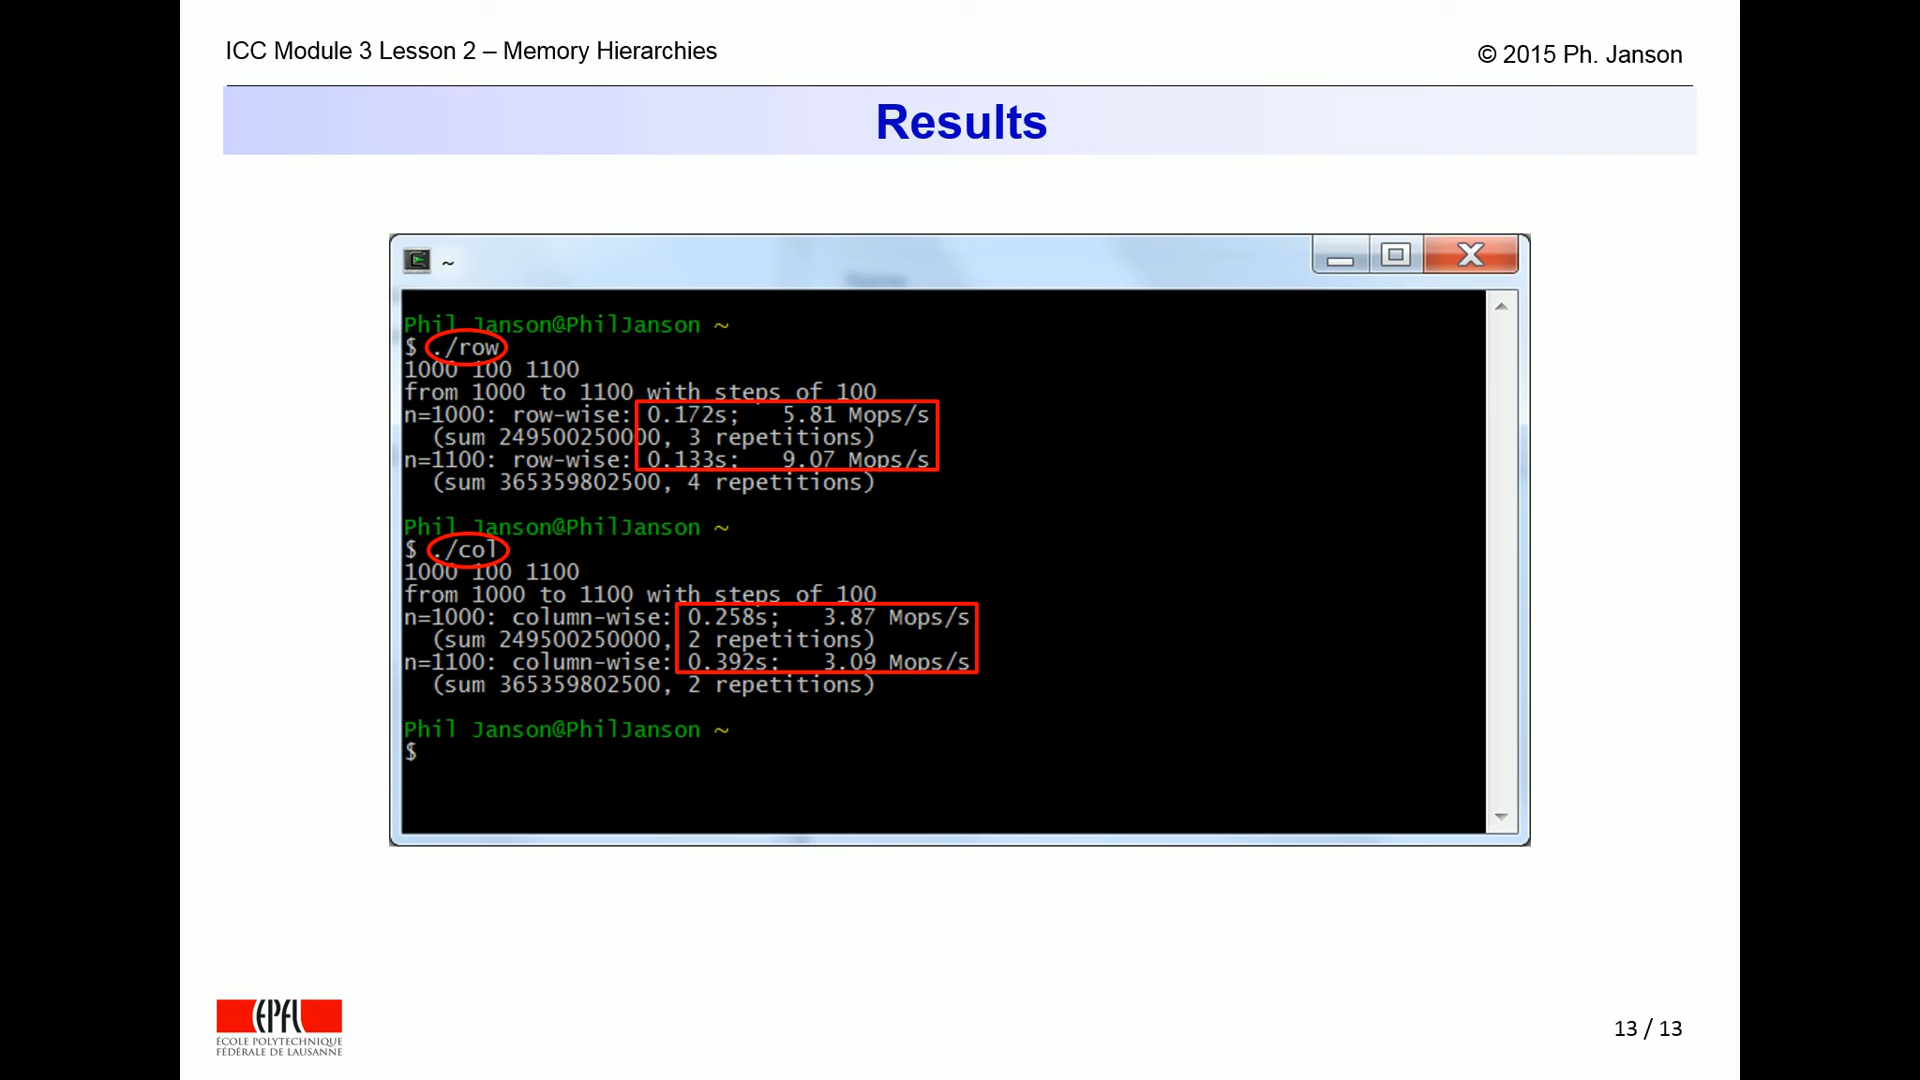 ICC Module 3 Lesson 2 – Memory Hierarchies
© 2015 Ph. Janson
Results
~
Phil Janson@PhilJanson ~
$ ./row
1000 100 1100
from 1000 to 1100 with steps of 100
n=1000: row-wise: 0.172s; 5.81 Mops/s
(sum 249500250000, 3 repetitions)
n=1100: row-wise: 0.133s; 9.07 Mops/s
(sum 365359802500, 4 repetitions)
Phil Janson@PhilJanson ~
$ ./col
1000 100 1100
from 1000 to 1100 with steps of 100
n=1000: column-wise: 0.258s; 3.87 Mops/s
(sum 249500250000, 2 repetitions)
n=1100: column-wise: 0.392s; 3.09 Mops/s
(sum 365359802500, 2 repetitions)
Phil Janson@PhilJanson ~
$
EPFL
ÉCOLE POLYTECHNIQUE
FÉDÉRALE DE LAUSANNE
13 / 13